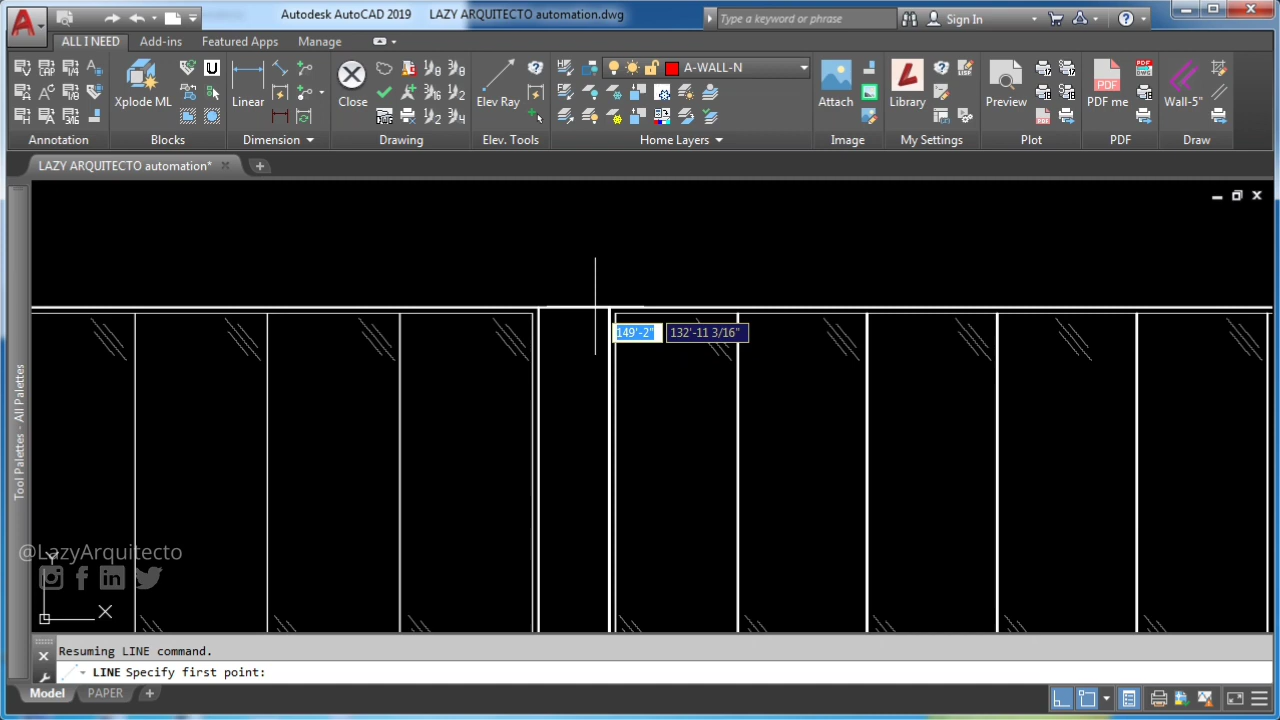 Autodesk AutoCAD 2019 LAZY ARQUITECTO automation.dwg
Type a keyword or phrase
Sign In
ALL I NEED Add-ins Featured Apps Manage
Xplode ML Linear Close Elev Ray A-WALL-N Attach Library Preview PDF me Wall-5"
Annotation Blocks Dimension Drawing Elev. Tools Home Layers Image My Settings Plot PDF Draw
LAZY ARQUITECTO automation*
149'-2" 132'-11 3/16"
Tool Palettes - All Palettes
@LazyArquitecto
Y
X
Resuming LINE command.
LINE Specify first point:
Model PAPER